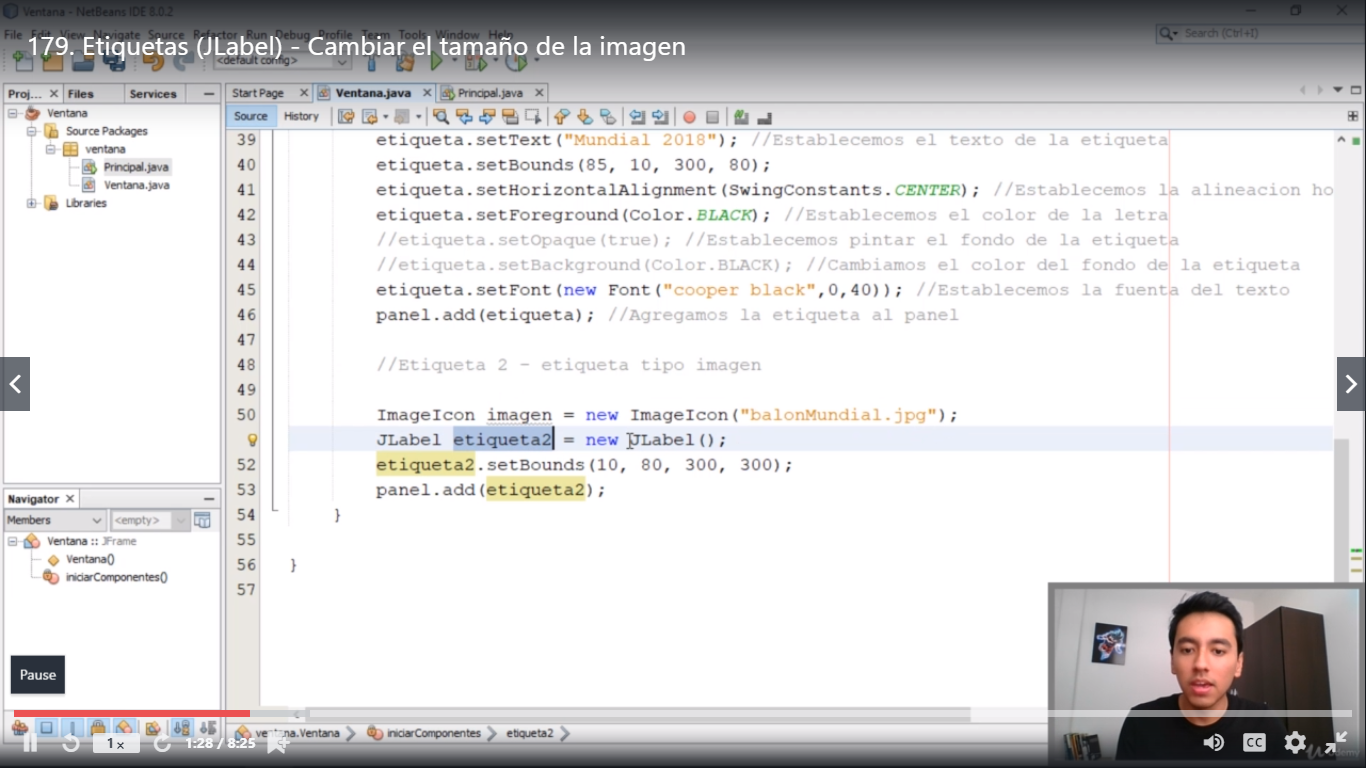 Ventana - NetBeans IDE 8.0.2
File Edit View Navigate Source Refactor Run Debug Profile Team Tools Window Help
Search (Ctrl+I)
179. Etiquetas (JLabel) - Cambiar el tamaño de la imagen
<default config>
Proj... Files Services
Start Page Ventana.java Principal.java
Source History
Ventana
Source Packages
ventana
Principal.java
Ventana.java
Libraries
39 etiqueta.setText("Mundial 2018"); //Establecemos el texto de la etiqueta
40 etiqueta.setBounds(85, 10, 300, 80);
41 etiqueta.setHorizontalAlignment(SwingConstants.CENTER); //Establecemos la alineacion ho
42 etiqueta.setForeground(Color.BLACK); //Establecemos el color de la letra
43 //etiqueta.setOpaque(true); //Establecemos pintar el fondo de la etiqueta
44 //etiqueta.setBackground(Color.BLACK); //Cambiamos el color del fondo de la etiqueta
45 etiqueta.setFont(new Font("cooper black",0,40)); //Establecemos la fuenta del texto
46 panel.add(etiqueta); //Agregamos la etiqueta al panel
47
48 //Etiqueta 2 - etiqueta tipo imagen
49
50 ImageIcon imagen = new ImageIcon("balonMundial.jpg");
JLabel etiqueta2 = new JLabel();
52 etiqueta2.setBounds(10, 80, 300, 300);
53 panel.add(etiqueta2);
54 }
55
56 }
57
Navigator
Members <empty>
Ventana :: JFrame
Ventana()
iniciarComponentes()
Pause
ventana.Ventana iniciarComponentes etiqueta2
1x 1:28 / 8:25
CC